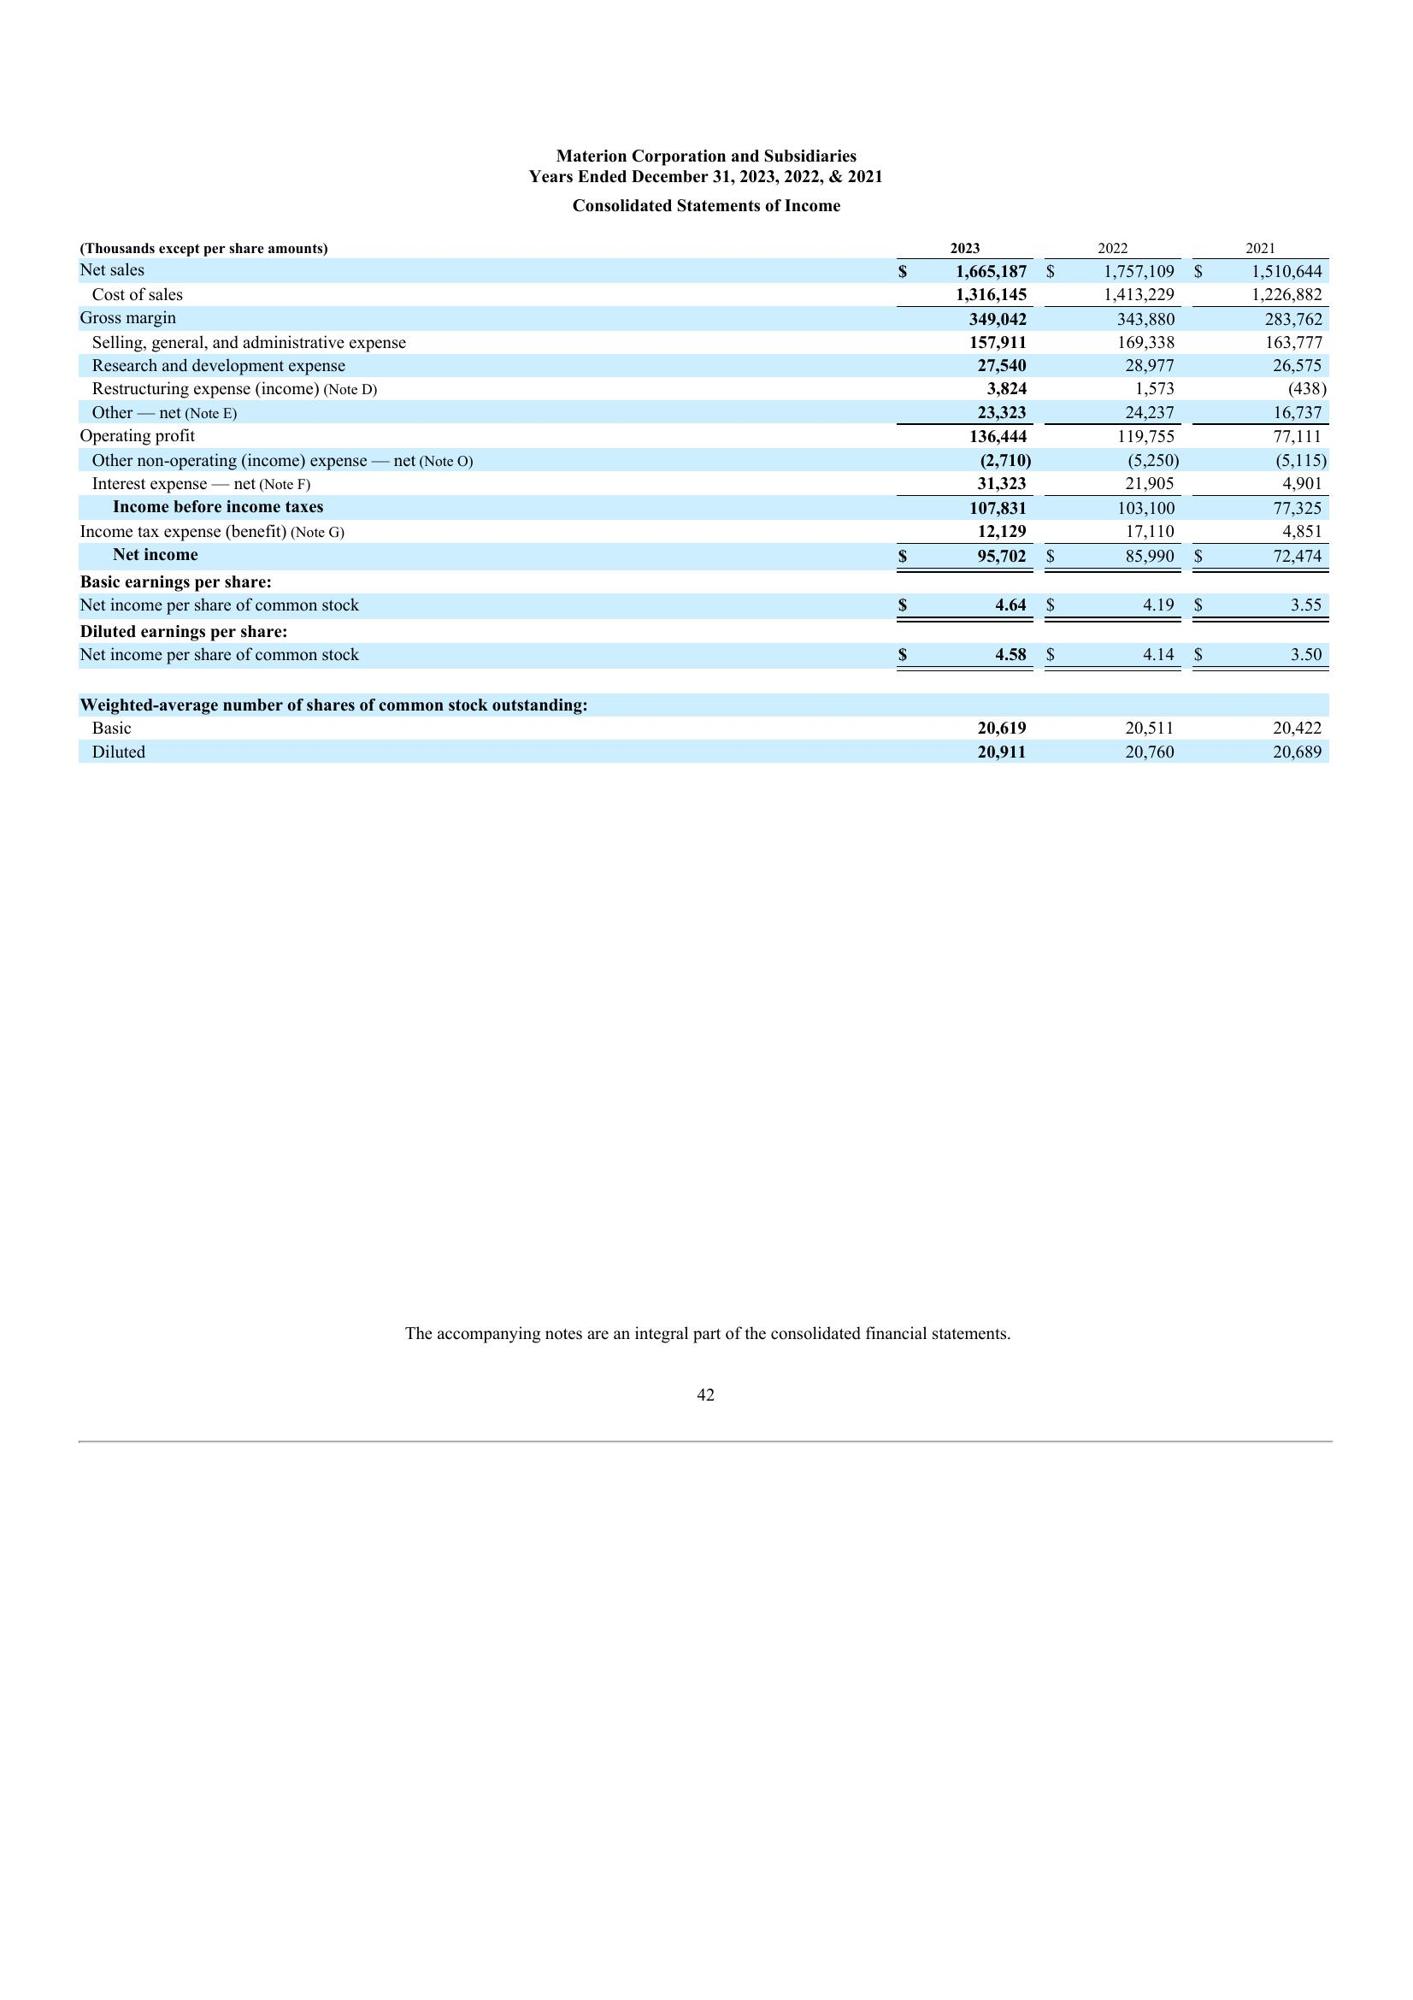 Materion Corporation and Subsidiaries
Years Ended December 31, 2023, 2022, & 2021
Consolidated Statements of Income
(Thousands except per share amounts) 2023 2022 2021
Net sales $ 1,665,187 $ 1,757,109 $ 1,510,644
Cost of sales 1,316,145 1,413,229 1,226,882
Gross margin 349,042 343,880 283,762
Selling, general, and administrative expense 157,911 169,338 163,777
Research and development expense 27,540 28,977 26,575
Restructuring expense (income) (Note D) 3,824 1,573 (438)
Other — net (Note E) 23,323 24,237 16,737
Operating profit 136,444 119,755 77,111
Other non-operating (income) expense — net (Note O) (2,710) (5,250) (5,115)
Interest expense — net (Note F) 31,323 21,905 4,901
Income before income taxes 107,831 103,100 77,325
Income tax expense (benefit) (Note G) 12,129 17,110 4,851
Net income $ 95,702 $ 85,990 $ 72,474
Basic earnings per share:
Net income per share of common stock $ 4.64 $ 4.19 $ 3.55
Diluted earnings per share:
Net income per share of common stock $ 4.58 $ 4.14 $ 3.50
Weighted-average number of shares of common stock outstanding:
Basic 20,619 20,511 20,422
Diluted 20,911 20,760 20,689
The accompanying notes are an integral part of the consolidated financial statements.
42